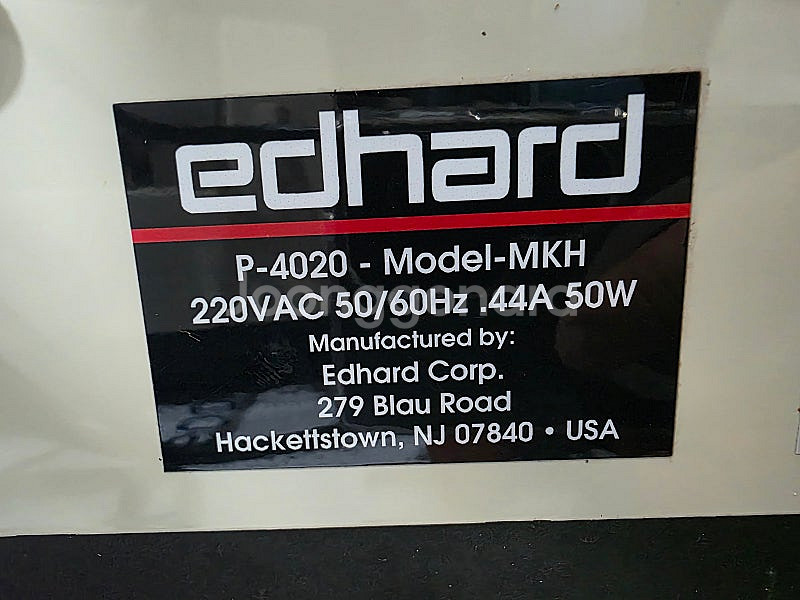 edhard
P-4020 - Model-MKH
220VAC 50/60Hz .44A 50W
Manufactured by:
Edhard Corp.
279 Blau Road
Hackettstown, NJ 07840 • USA